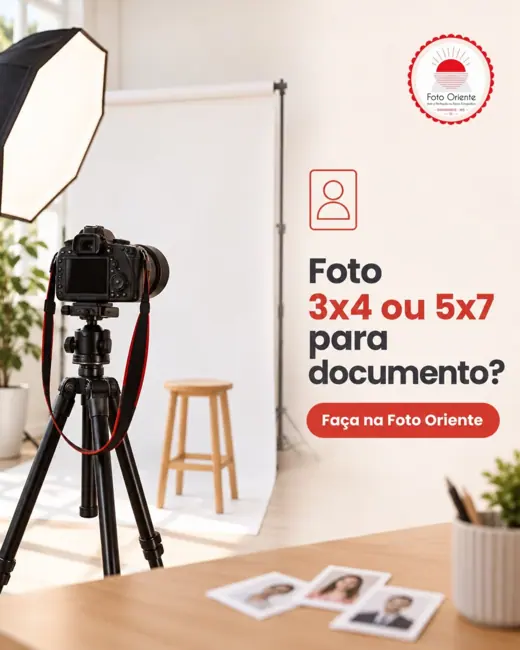 Foto Oriente
Foto
3x4 ou 5x7
para
documento?
Faça na Foto Oriente